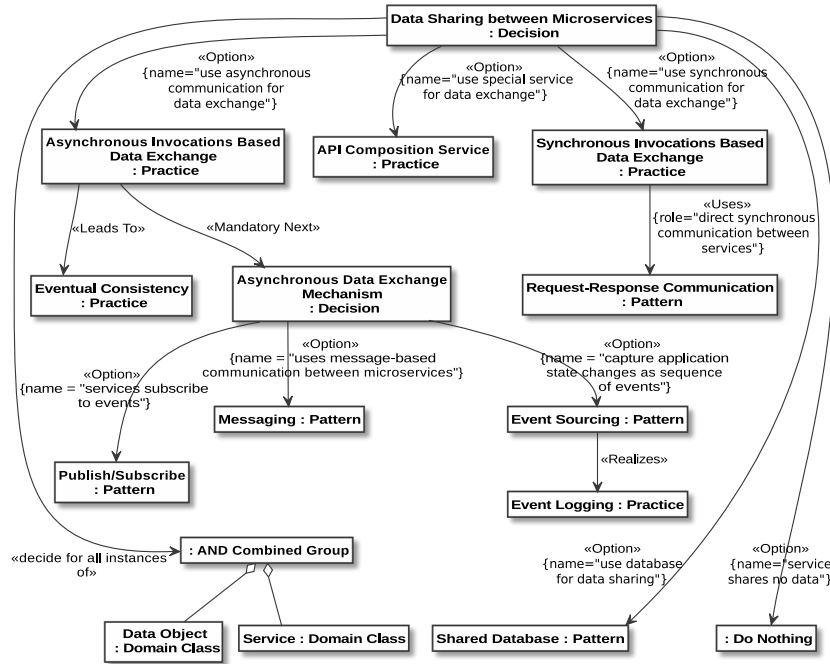 Data Sharing between Microservices
: Decision
«Option»
{name="use asynchronous
communication for
data exchange"}
«Option»
{name="use special service
for data exchange"}
«Option»
{name="use synchronous
communication for
data exchange"}
Asynchronous Invocations Based
Data Exchange
: Practice
API Composition Service
: Practice
Synchronous Invocations Based
Data Exchange
: Practice
«Leads To»
«Mandatory Next»
«Uses»
{role="direct synchronous
communication between
services"}
Eventual Consistency
: Practice
Asynchronous Data Exchange
Mechanism
: Decision
Request-Response Communication
: Pattern
«Option»
{name = "services subscribe
to events"}
«Option»
{name = "uses message-based
communication between microservices"}
«Option»
{name = "capture application
state changes as sequence
of events"}
Messaging : Pattern
Event Sourcing : Pattern
Publish/Subscribe
: Pattern
«Realizes»
Event Logging : Practice
«decide for all instances
of»
: AND Combined Group
«Option»
{name="use database
for data sharing"}
«Option»
{name="service
shares no data"}
Data Object
: Domain Class
Service : Domain Class
Shared Database : Pattern
: Do Nothing